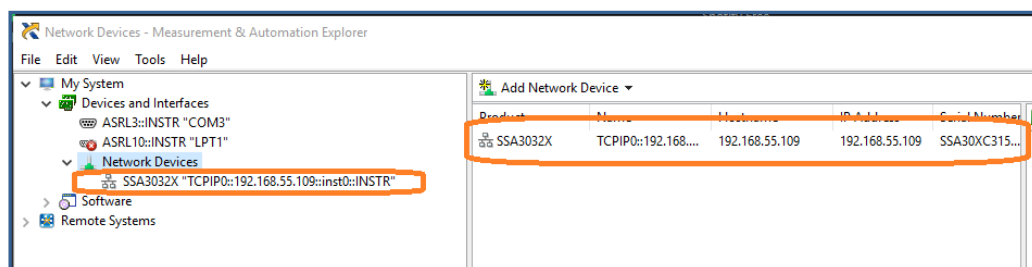 Network Devices - Measurement & Automation Explorer
File Edit View Tools Help
My System
Devices and Interfaces
ASRL3::INSTR "COM3"
ASRL10::INSTR "LPT1"
Network Devices
SSA3032X "TCPIP0::192.168.55.109::inst0::INSTR"
Software
Remote Systems
Add Network Device
Product Name Hostname IP Address Serial Number
SSA3032X TCPIP0::192.168.... 192.168.55.109 192.168.55.109 SSA30XC315...